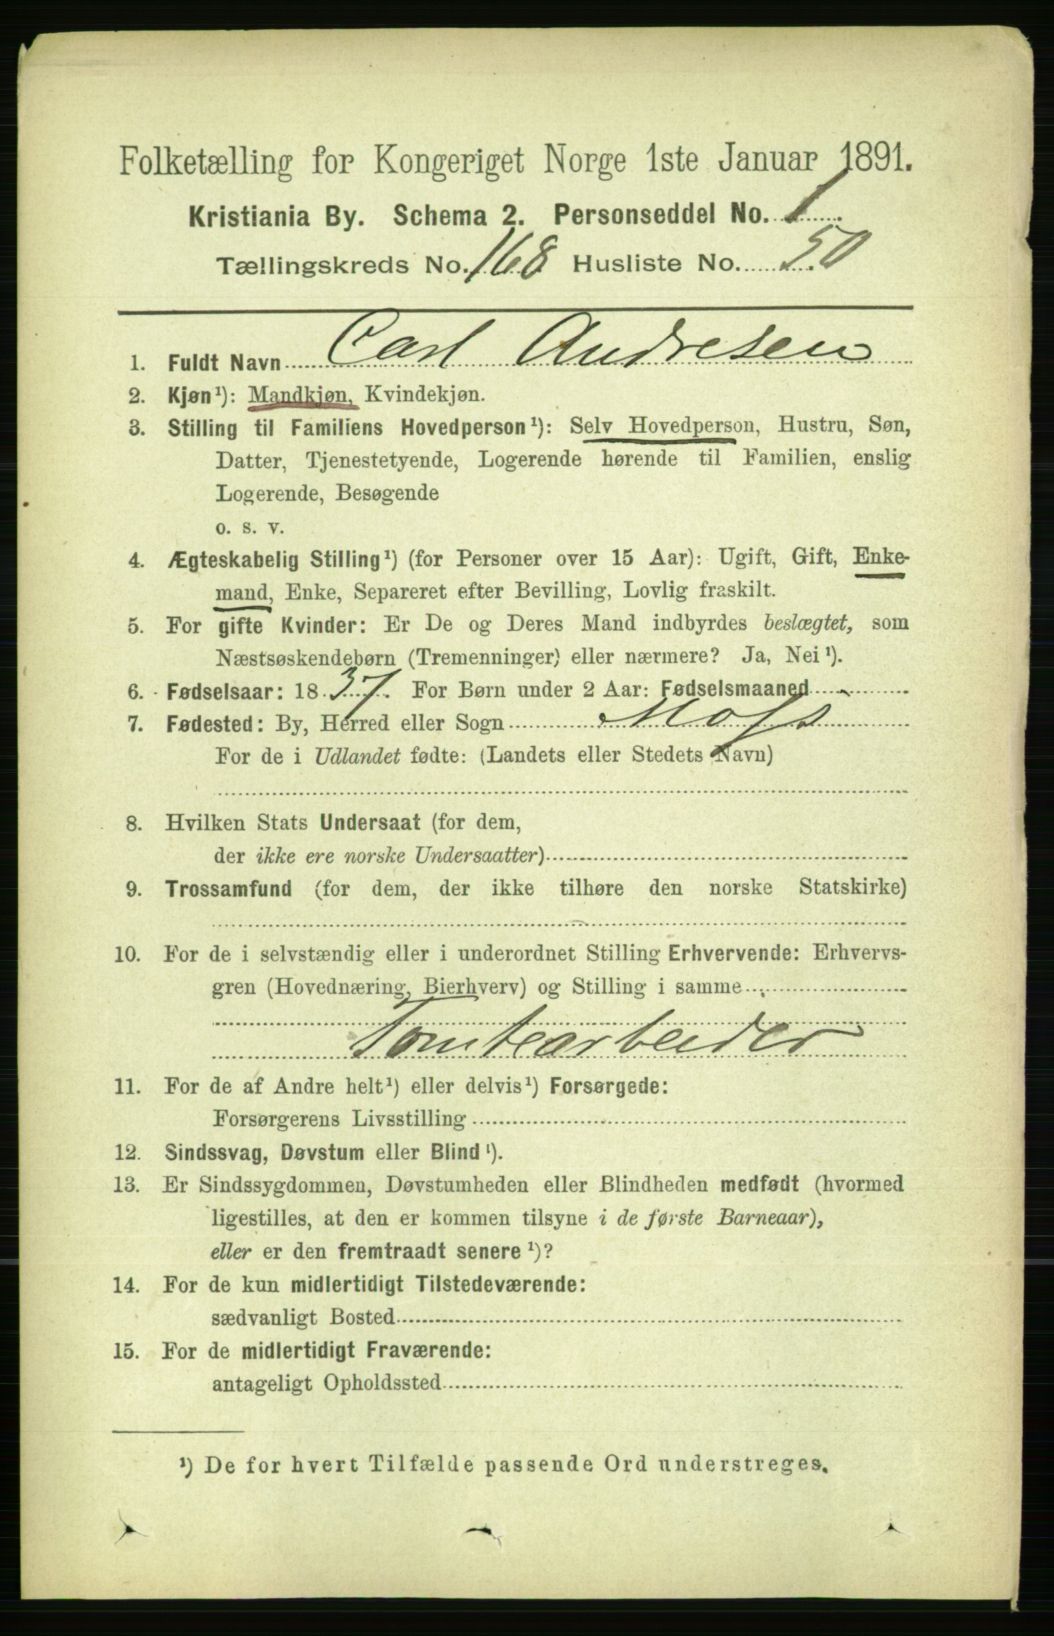 Folketælling for Kongeriget Norge 1ste Januar 1891.
Kristiania By. Schema 2. Personseddel No. 1
Tællingskreds No. 168 Husliste No. 50
1. Fuldt Navn Carl Andresen
2. Kjøn¹): Mandkjøn, Kvindekjøn.
3. Stilling til Familiens Hovedperson¹): Selv Hovedperson, Hustru, Søn,
Datter, Tjenestetyende, Logerende hørende til Familien, enslig
Logerende, Besøgende
o. s. v.
4. Ægteskabelig Stilling¹) (for Personer over 15 Aar): Ugift, Gift, Enke-
mand, Enke, Separeret efter Bevilling, Lovlig fraskilt.
5. For gifte Kvinder: Er De og Deres Mand indbyrdes beslægtet, som
Næstsøskendebørn (Tremenninger) eller nærmere? Ja, Nei¹).
6. Fødselsaar: 1837. For Børn under 2 Aar: Fødselsmaaned
7. Fødested: By, Herred eller Sogn Moss
For de i Udlandet fødte: (Landets eller Stedets Navn)
8. Hvilken Stats Undersaat (for dem,
der ikke ere norske Undersaatter)
9. Trossamfund (for dem, der ikke tilhøre den norske Statskirke)
10. For de i selvstændig eller i underordnet Stilling Erhvervende: Erhvervs-
gren (Hovednæring, Bierhverv) og Stilling i samme
Tomtearbeider
11. For de af Andre helt¹) eller delvis¹) Forsørgede:
Forsørgerens Livsstilling
12. Sindssvag, Døvstum eller Blind¹).
13. Er Sindssygdommen, Døvstumheden eller Blindheden medfødt (hvormed
ligestilles, at den er kommen tilsyne i de første Barneaar),
eller er den fremtraadt senere¹)?
14. For de kun midlertidigt Tilstedeværende:
sædvanligt Bosted
15. For de midlertidigt Fraværende:
antageligt Opholdssted
¹) De for hvert Tilfælde passende Ord understreges.